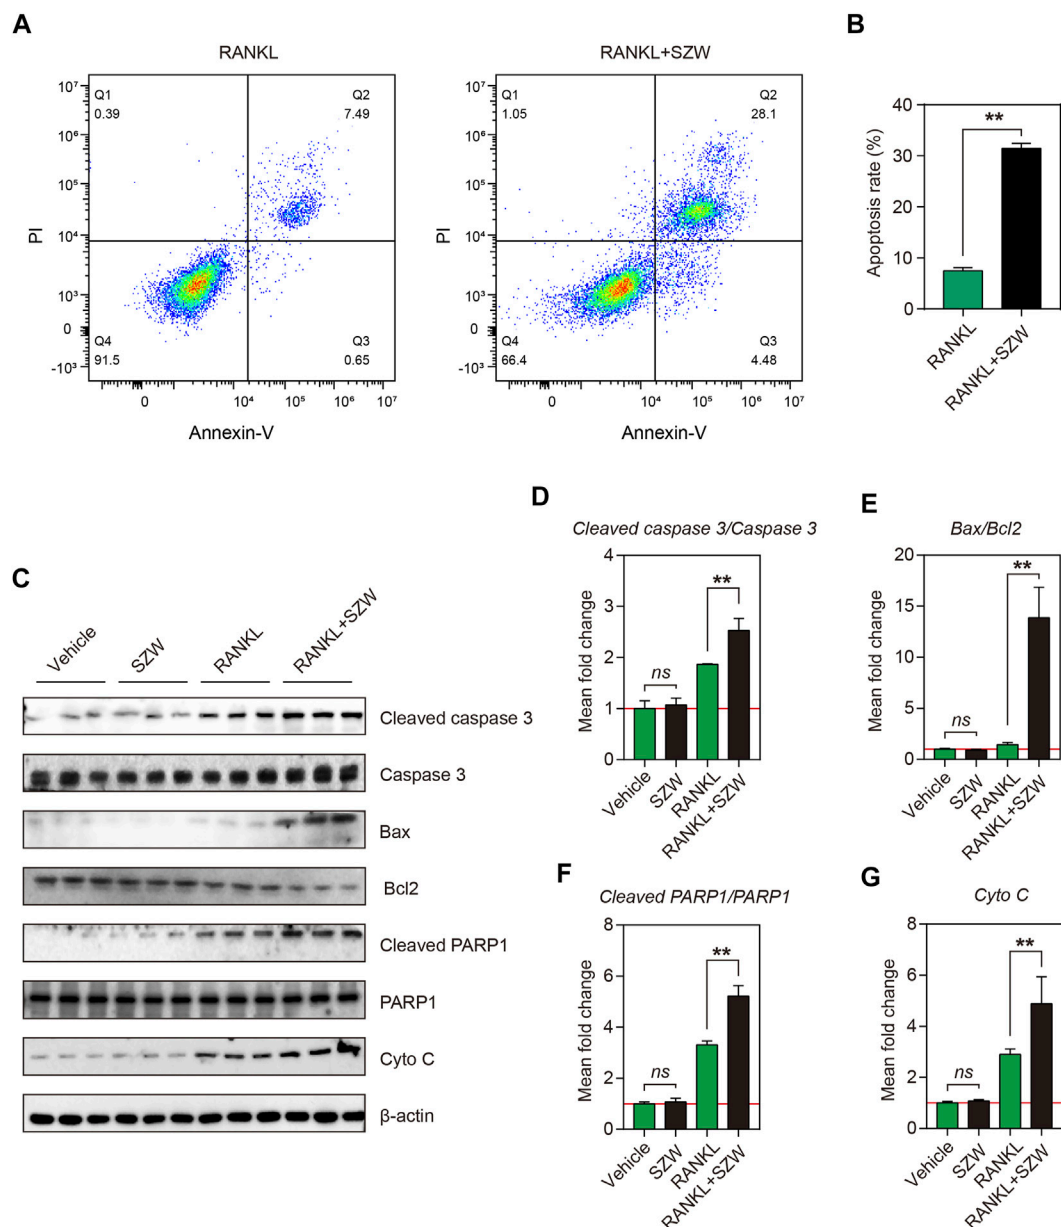 A
RANKL
RANKL+SZW
10⁷
10⁶
10⁵
10⁴
10³
0
-10³
PI
Q1
0.39
Q2
7.49
Q4
91.5
Q3
0.65
0
10⁴
10⁵
10⁶
10⁷
Annexin-V
10⁷
10⁶
10⁵
10⁴
10³
0
-10³
PI
Q1
1.05
Q2
28.1
Q4
66.4
Q3
4.48
0
10⁴
10⁵
10⁶
10⁷
Annexin-V
B
**
40
30
20
10
0
Apoptosis rate (%)
RANKL
RANKL+SZW
C
Vehicle
SZW
RANKL
RANKL+SZW
Cleaved caspase 3
Caspase 3
Bax
Bcl2
Cleaved PARP1
PARP1
Cyto C
β-actin
D
Cleaved caspase 3/Caspase 3
4
3
2
1
0
Mean fold change
ns
**
Vehicle
SZW
RANKL
RANKL+SZW
E
Bax/Bcl2
20
15
10
5
0
Mean fold change
ns
**
Vehicle
SZW
RANKL
RANKL+SZW
F
Cleaved PARP1/PARP1
8
6
4
2
0
Mean fold change
ns
**
Vehicle
SZW
RANKL
RANKL+SZW
G
Cyto C
8
6
4
2
0
Mean fold change
ns
**
Vehicle
SZW
RANKL
RANKL+SZW